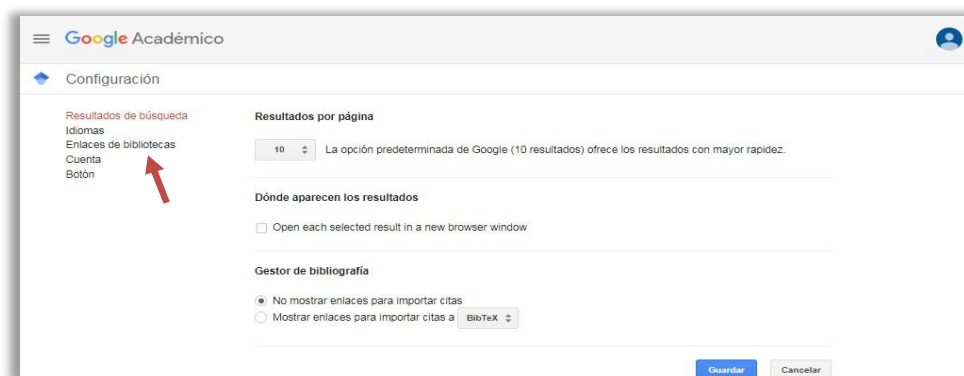 Google Académico
Configuración
Resultados de búsqueda
Idiomas
Enlaces de bibliotecas
Cuenta
Botón
Resultados por página
10 La opción predeterminada de Google (10 resultados) ofrece los resultados con mayor rapidez.
Dónde aparecen los resultados
Open each selected result in a new browser window
Gestor de bibliografía
No mostrar enlaces para importar citas
Mostrar enlaces para importar citas a BibTeX
Guardar Cancelar